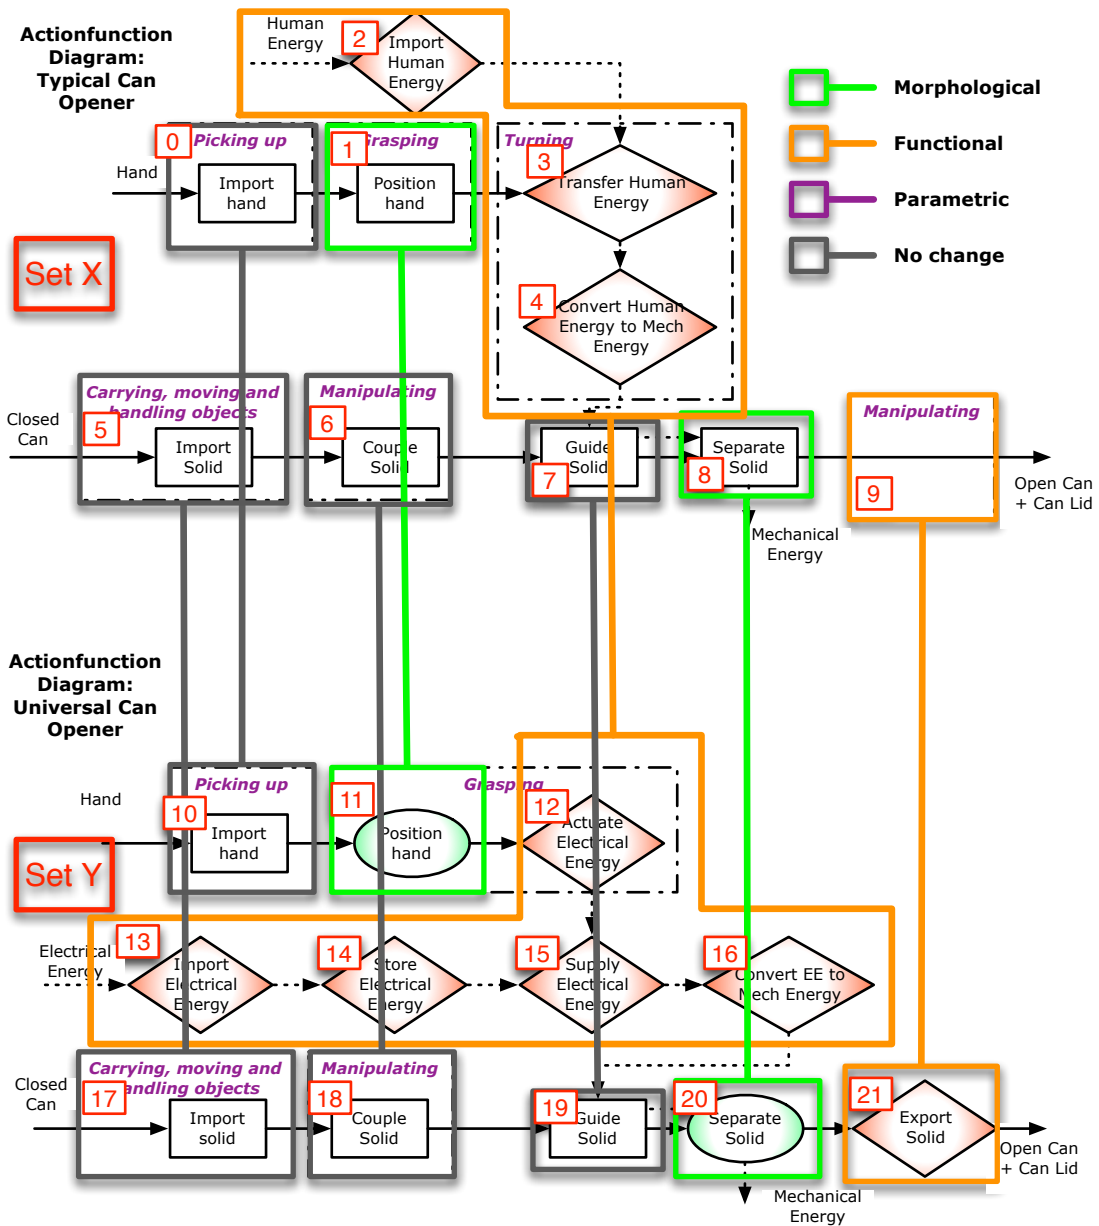 Actionfunction
Diagram:
Typical Can
Opener
Human
Energy
2
Import
Human
Energy
Morphological
Functional
Parametric
No change
0
Picking up
1
Grasping
Turning
Hand
Import
hand
Position
hand
3
Transfer Human
Energy
Set X
4
Convert Human
Energy to Mech
Energy
Carrying, moving and
handling objects
Manipulating
Manipulating
Closed
Can
5
Import
Solid
6
Couple
Solid
Guide
Solid
7
Separate
Solid
8
9
Open Can
+ Can Lid
Mechanical
Energy
Actionfunction
Diagram:
Universal Can
Opener
Picking up
Grasping
Hand
10
Import
hand
11
Position
hand
12
Actuate
Electrical
Energy
Set Y
Electrical
Energy
13
Import
Electrical
Energy
14
Store
Electrical
Energy
15
Supply
Electrical
Energy
16
Convert EE to
Mech Energy
Carrying, moving and
handling objects
Manipulating
Closed
Can
17
Import
solid
18
Couple
Solid
19
Guide
Solid
20
Separate
Solid
21
Export
Solid
Open Can
+ Can Lid
Mechanical
Energy